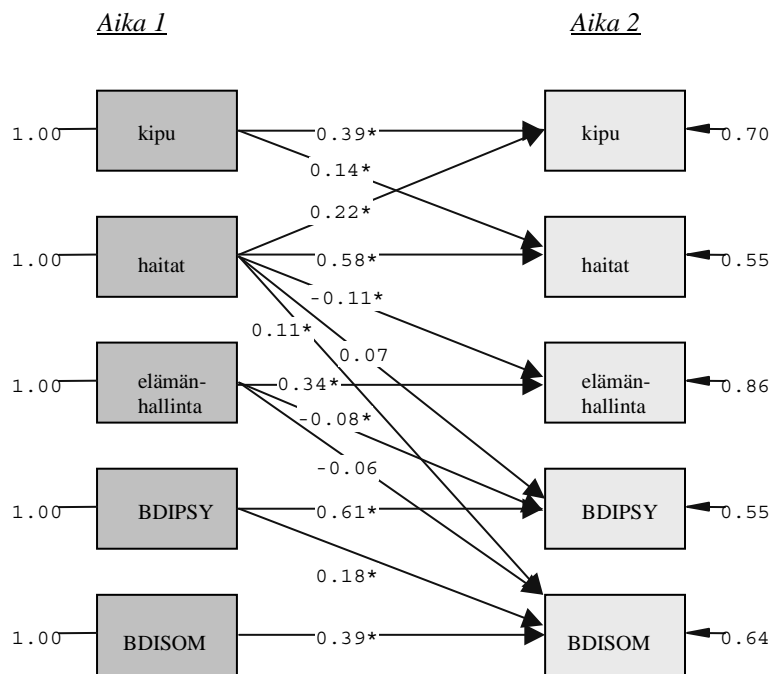 Aika 1 Aika 2
1.00 kipu 0.39* kipu 0.70
0.14*
0.22*
1.00 haitat 0.58* haitat 0.55
-0.11*
0.11*
0.07
1.00 elämän-
hallinta 0.34* elämän-
hallinta 0.86
-0.08*
-0.06
1.00 BDIPSY 0.61* BDIPSY 0.55
0.18*
1.00 BDISOM 0.39* BDISOM 0.64